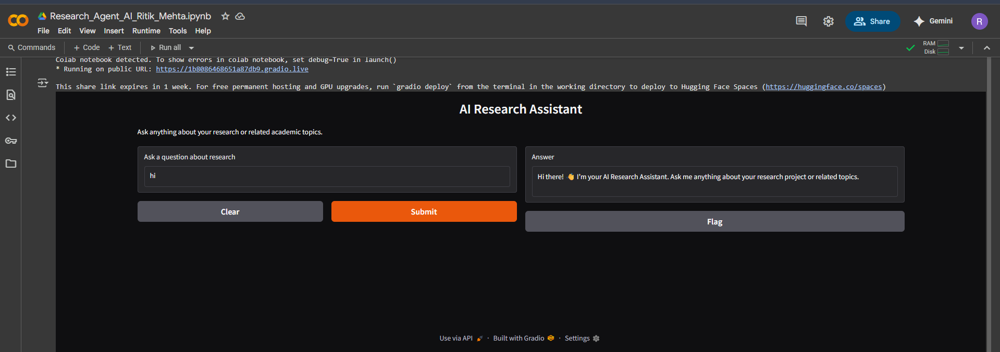 Research_Agent_AI_Ritik_Mehta.ipynb
File Edit View Insert Runtime Tools Help
Share
Gemini
R
Commands + Code + Text Run all
RAM
Disk
Colab notebook detected. To show errors in colab notebook, set debug=True in launch()
* Running on public URL: https://1b8086468651a87db9.gradio.live
This share link expires in 1 week. For free permanent hosting and GPU upgrades, run `gradio deploy` from the terminal in the working directory to deploy to Hugging Face Spaces (https://huggingface.co/spaces)
AI Research Assistant
Ask anything about your research or related academic topics.
Ask a question about research
hi
Clear
Submit
Answer
Hi there! 👋 I'm your AI Research Assistant. Ask me anything about your research project or related topics.
Flag
Use via API 🚀 · Built with Gradio · Settings ⚙️